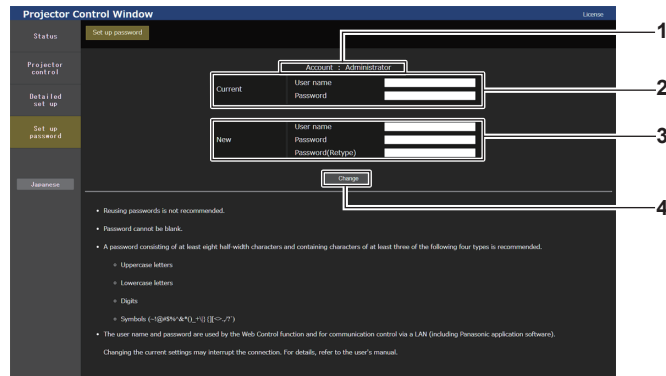 Projector Control Window
License
Status
Set up password
1
Account : Administrator
Projector
control
Current
User name
Password
2
Detailed
set up
Set up
password
New
User name
Password
Password(Retype)
3
Change
Japanese
4
• Reusing passwords is not recommended.
• Password cannot be blank.
• A password consisting of at least eight half-width characters and containing characters of at least three of the following four types is recommended.
Uppercase letters
Lowercase letters
Digits
Symbols
• The user name and password are used by the Web Control function and for communication control via a LAN (including Panasonic application software).
Changing the current settings may interrupt the connection. For details, refer to the user's manual.